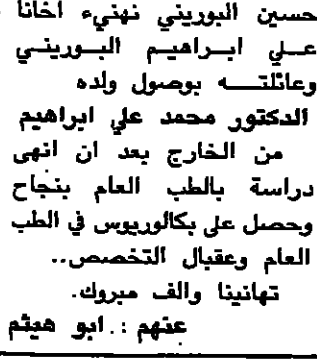 حسين البوريني نهنيء اخانا
علي ابراهيم البوريني
وعائلته بوصول ولده
الدكتور محمد علي ابراهيم
من الخارج بعد ان انهى
دراسة بالطب العام بنجاح
وحصل على بكالوريوس في الطب
العام وعقبال التخصص..
تهانينا والف مبروك.
عنهم : ابو هيثم